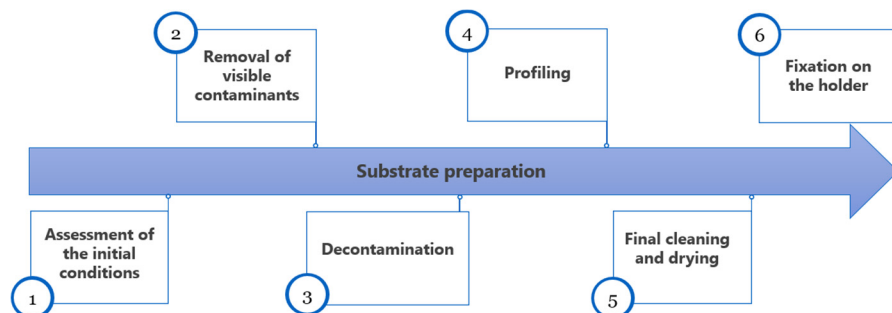 1
Assessment of
the initial
conditions
2
Removal of
visible
contaminants
3
Decontamination
4
Profiling
5
Final cleaning
and drying
6
Fixation on
the holder
Substrate preparation